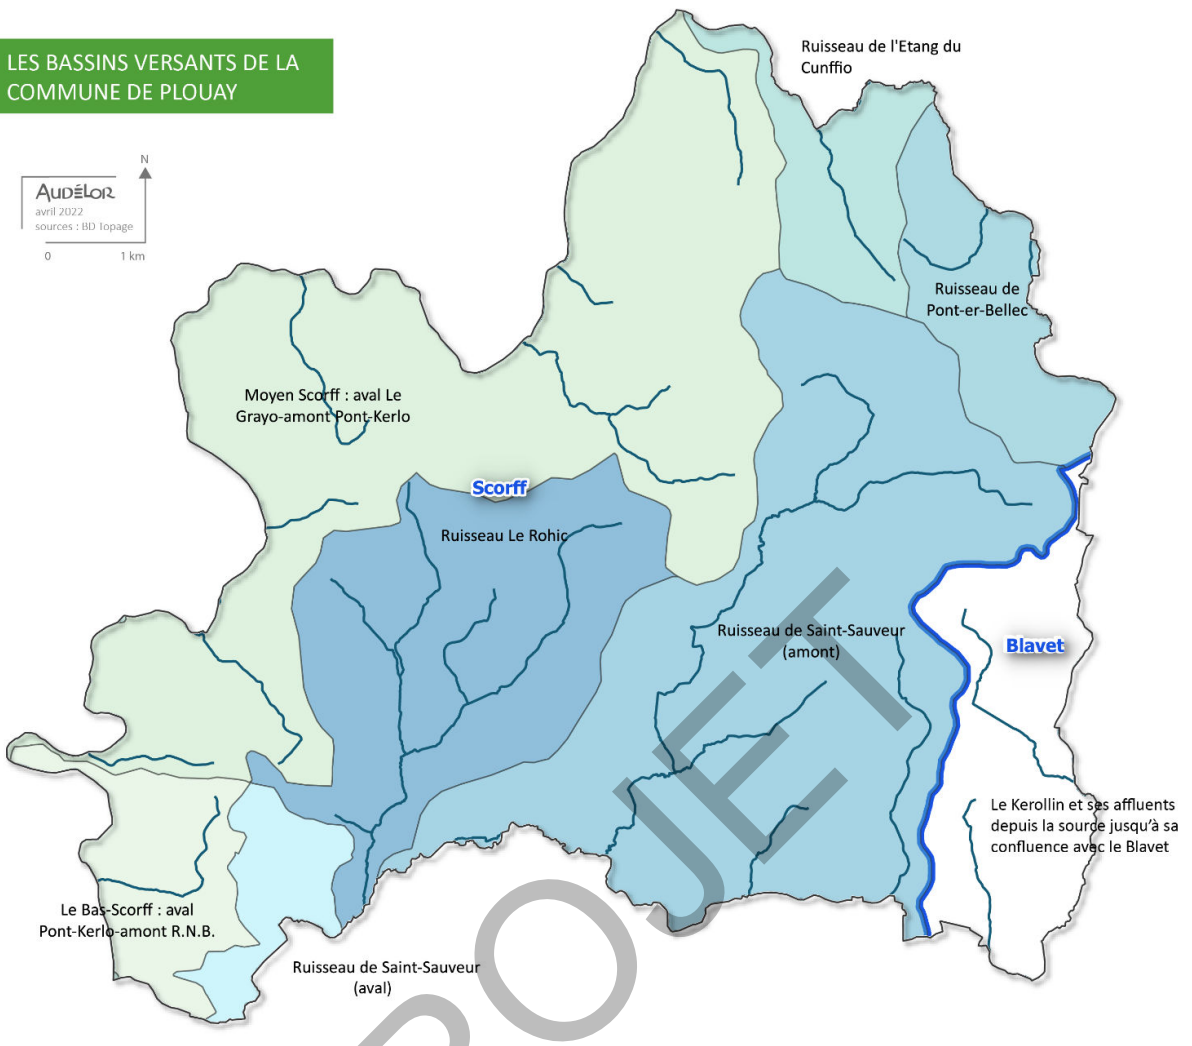 LES BASSINS VERSANTS DE LA
COMMUNE DE PLOUAY
N
AUDÉLOR
avril 2022
sources : BD Topage
0 1 km
Ruisseau de l'Etang du
Cunffio
Ruisseau de
Pont-er-Bellec
Moyen Scorff : aval Le
Grayo-amont Pont-Kerlo
Scorff
Ruisseau Le Rohic
Ruisseau de Saint-Sauveur
(amont)
Blavet
Le Kerollin et ses affluents
depuis la source jusqu'à sa
confluence avec le Blavet
Le Bas-Scorff : aval
Pont-Kerlo-amont R.N.B.
Ruisseau de Saint-Sauveur
(aval)
ROJET